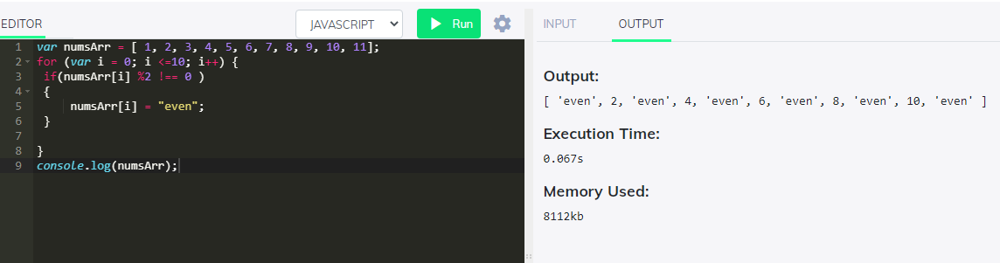 EDITOR JAVASCRIPT Run INPUT OUTPUT
1 var numsArr = [ 1, 2, 3, 4, 5, 6, 7, 8, 9, 10, 11];
2 for (var i = 0; i <=10; i++) {
3 if(numsArr[i] %2 !== 0 )
4 {
5 numsArr[i] = "even";
6 }
7
8 }
9 console.log(numsArr);
Output:
[ 'even', 2, 'even', 4, 'even', 6, 'even', 8, 'even', 10, 'even' ]
Execution Time:
0.067s
Memory Used:
8112kb